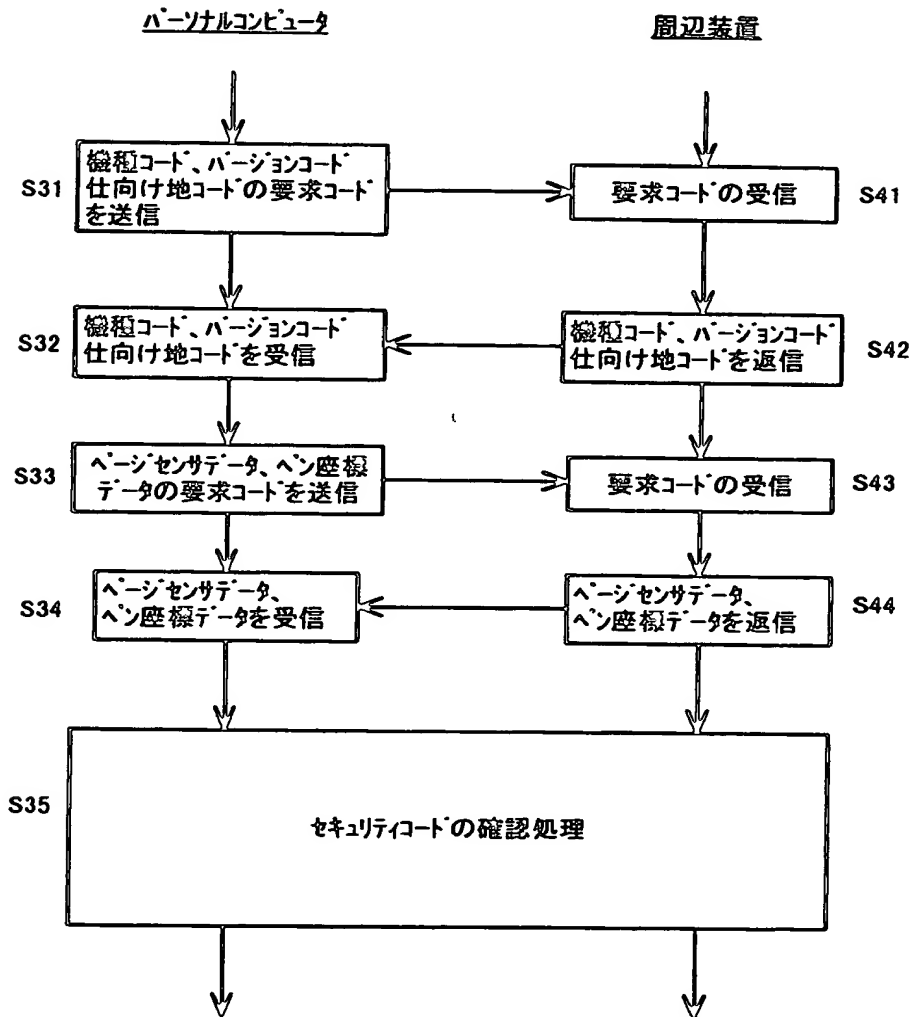 パーソナルコンピュータ
周辺装置
S31
機種コード、バージョンコード
仕向け地コードの要求コード
を送信
要求コードの受信
S41
S32
機種コード、バージョンコード
仕向け地コードを受信
機種コード、バージョンコード
仕向け地コードを返信
S42
S33
ページセンサデータ、ペン座標
データの要求コードを送信
要求コードの受信
S43
S34
ページセンサデータ、
ペン座標データを受信
ページセンサデータ、
ペン座標データを返信
S44
S35
セキュリティコードの確認処理